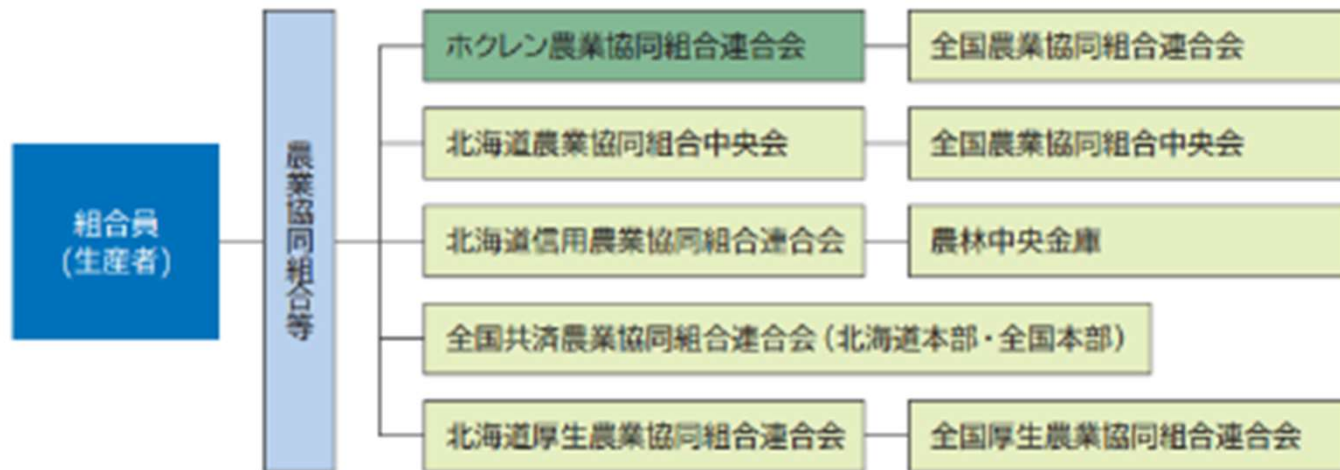 組合員
(生産者)
農業協同組合等
ホクレン農業協同組合連合会
全国農業協同組合連合会
北海道農業協同組合中央会
全国農業協同組合中央会
北海道信用農業協同組合連合会
農林中央金庫
全国共済農業協同組合連合会（北海道本部・全国本部）
北海道厚生農業協同組合連合会
全国厚生農業協同組合連合会